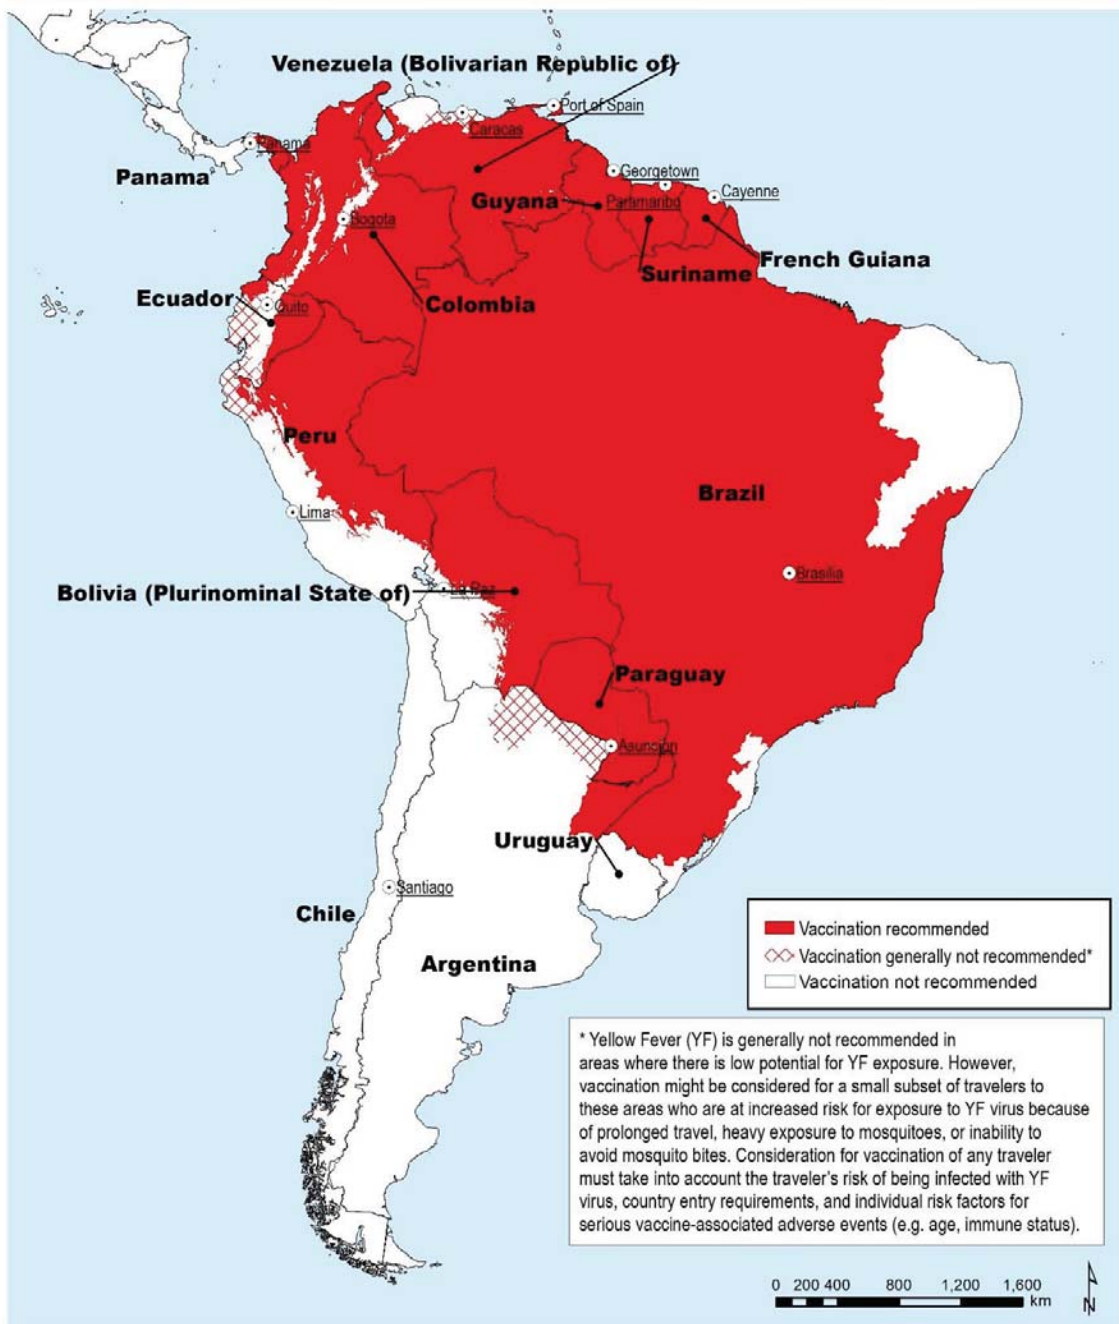 Venezuela (Bolivarian Republic of)
Port of Spain
Caracas
Panama
Panama
Georgetown
Paramaribo
Cayenne
Guyana
Bogota
Suriname
French Guiana
Ecuador
Quito
Colombia
Peru
Brazil
Lima
Brasilia
Bolivia (Plurinominal State of)
La Paz
Paraguay
Asunción
Uruguay
Santiago
Chile
Argentina
Vaccination recommended
Vaccination generally not recommended*
Vaccination not recommended
* Yellow Fever (YF) is generally not recommended in
areas where there is low potential for YF exposure. However,
vaccination might be considered for a small subset of travelers to
these areas who are at increased risk for exposure to YF virus because
of prolonged travel, heavy exposure to mosquitoes, or inability to
avoid mosquito bites. Consideration for vaccination of any traveler
must take into account the traveler's risk of being infected with YF
virus, country entry requirements, and individual risk factors for
serious vaccine-associated adverse events (e.g. age, immune status).
0 200 400 800 1,200 1,600
km
N